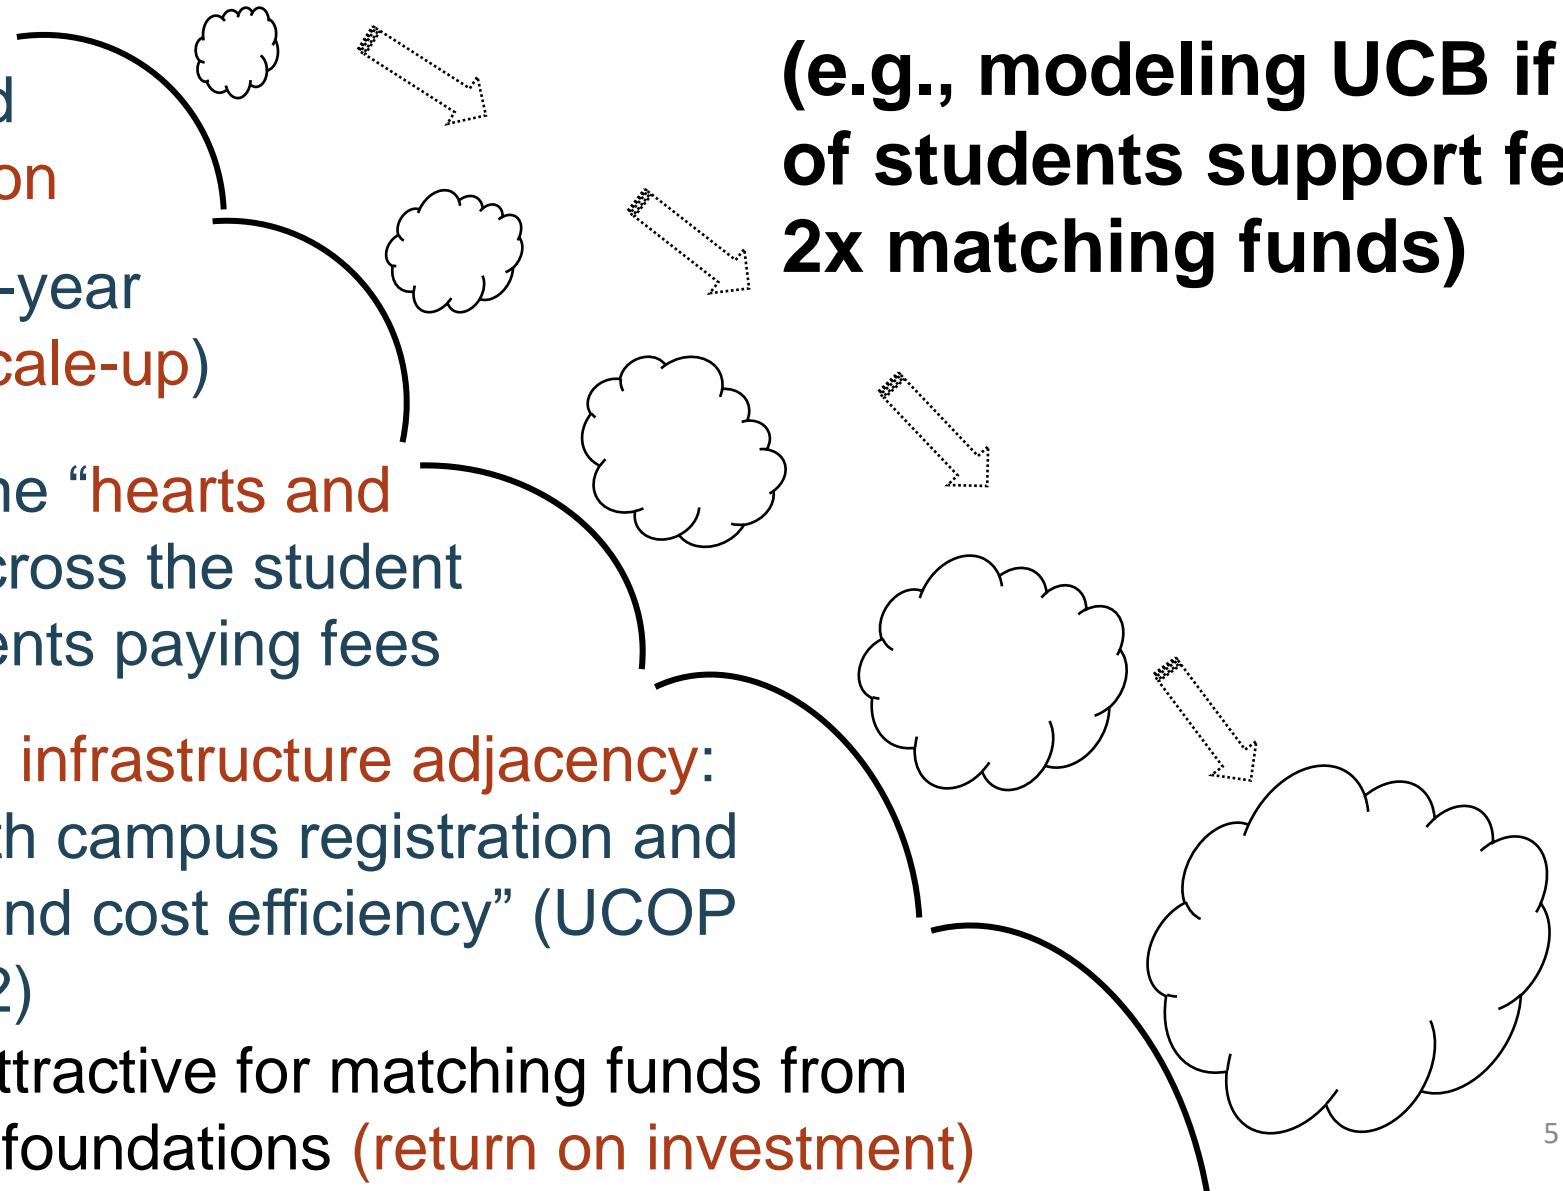 (e.g., modeling UCB if
of students support fe
2x matching funds)
d
on
-year
cale-up)
ne “hearts and
cross the student
ents paying fees
infrastructure adjacency:
th campus registration and
nd cost efficiency” (UCOP
2)
ttractive for matching funds from
foundations (return on investment)
5